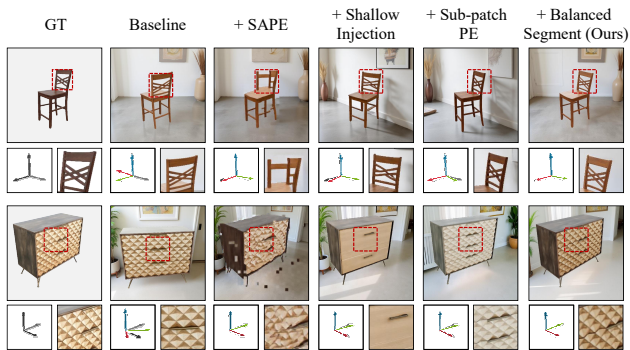 GT
Baseline
+ SAPE
+ Shallow
Injection
+ Sub-patch
PE
+ Balanced
Segment (Ours)